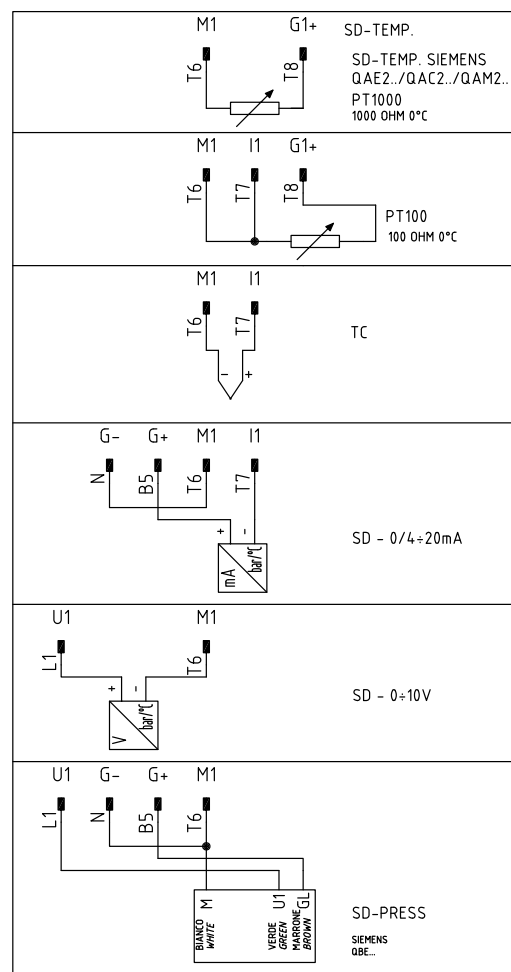 M1 G1+ SD-TEMP.
T6 T8 SD-TEMP. SIEMENS
QAE2../QAC2../QAM2..
PT1000
1000 OHM 0°C
M1 I1 G1+
T6 T7 T8
PT100
100 OHM 0°C
M1 I1
T6 T7
TC
- +
G- G+ M1 I1
N B5 T6 T7
+ -
mA bar/°C
SD - 0/4÷20mA
U1 M1
L1 T6
+ -
V bar/°C
SD - 0÷10V
U1 G- G+ M1
L1 N B5 T6
M U1 GL
BIANCO VERDE MARRONE
WHITE GREEN BROWN
SD-PRESS
SIEMENS
QBE...